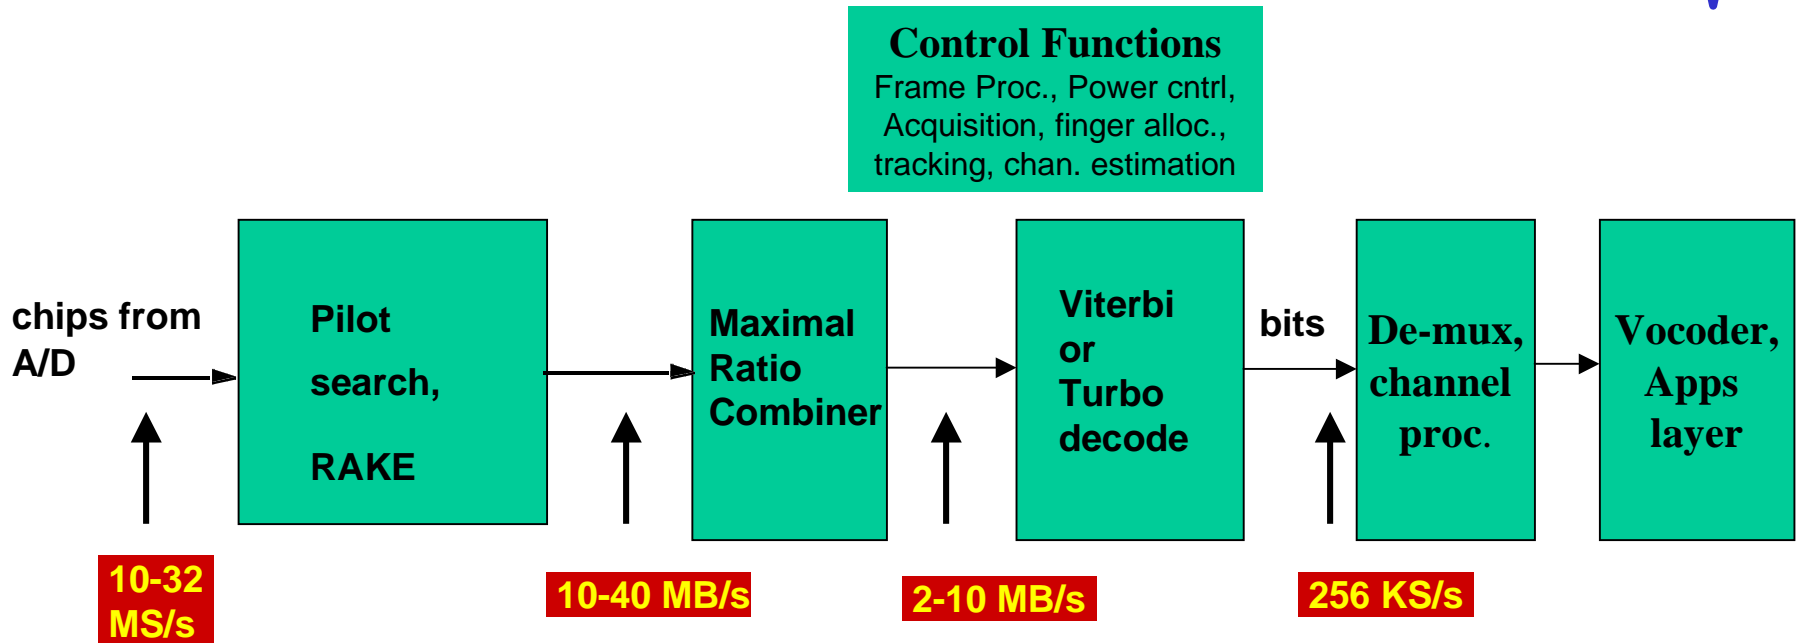 Control Functions
Frame Proc., Power cntrl,
Acquisition, finger alloc.,
tracking, chan. estimation
chips from
A/D
Pilot
search,
RAKE
Maximal
Ratio
Combiner
Viterbi
or
Turbo
decode
bits
De-mux,
channel
proc.
Vocoder,
Apps
layer
10-32
MS/s
10-40 MB/s
2-10 MB/s
256 KS/s